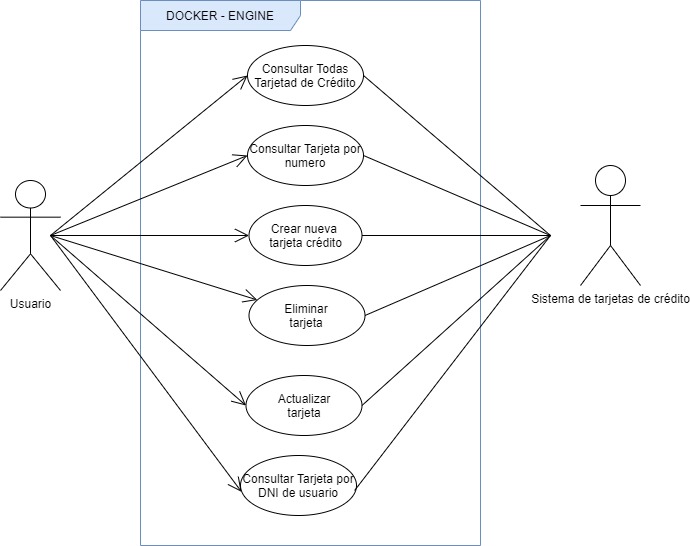 DOCKER - ENGINE
Consultar Todas
Tarjetad de Crédito
Consultar Tarjeta por
numero
Crear nueva
tarjeta crédito
Usuario
Sistema de tarjetas de crédito
Eliminar
tarjeta
Actualizar
tarjeta
Consultar Tarjeta por
DNI de usuario